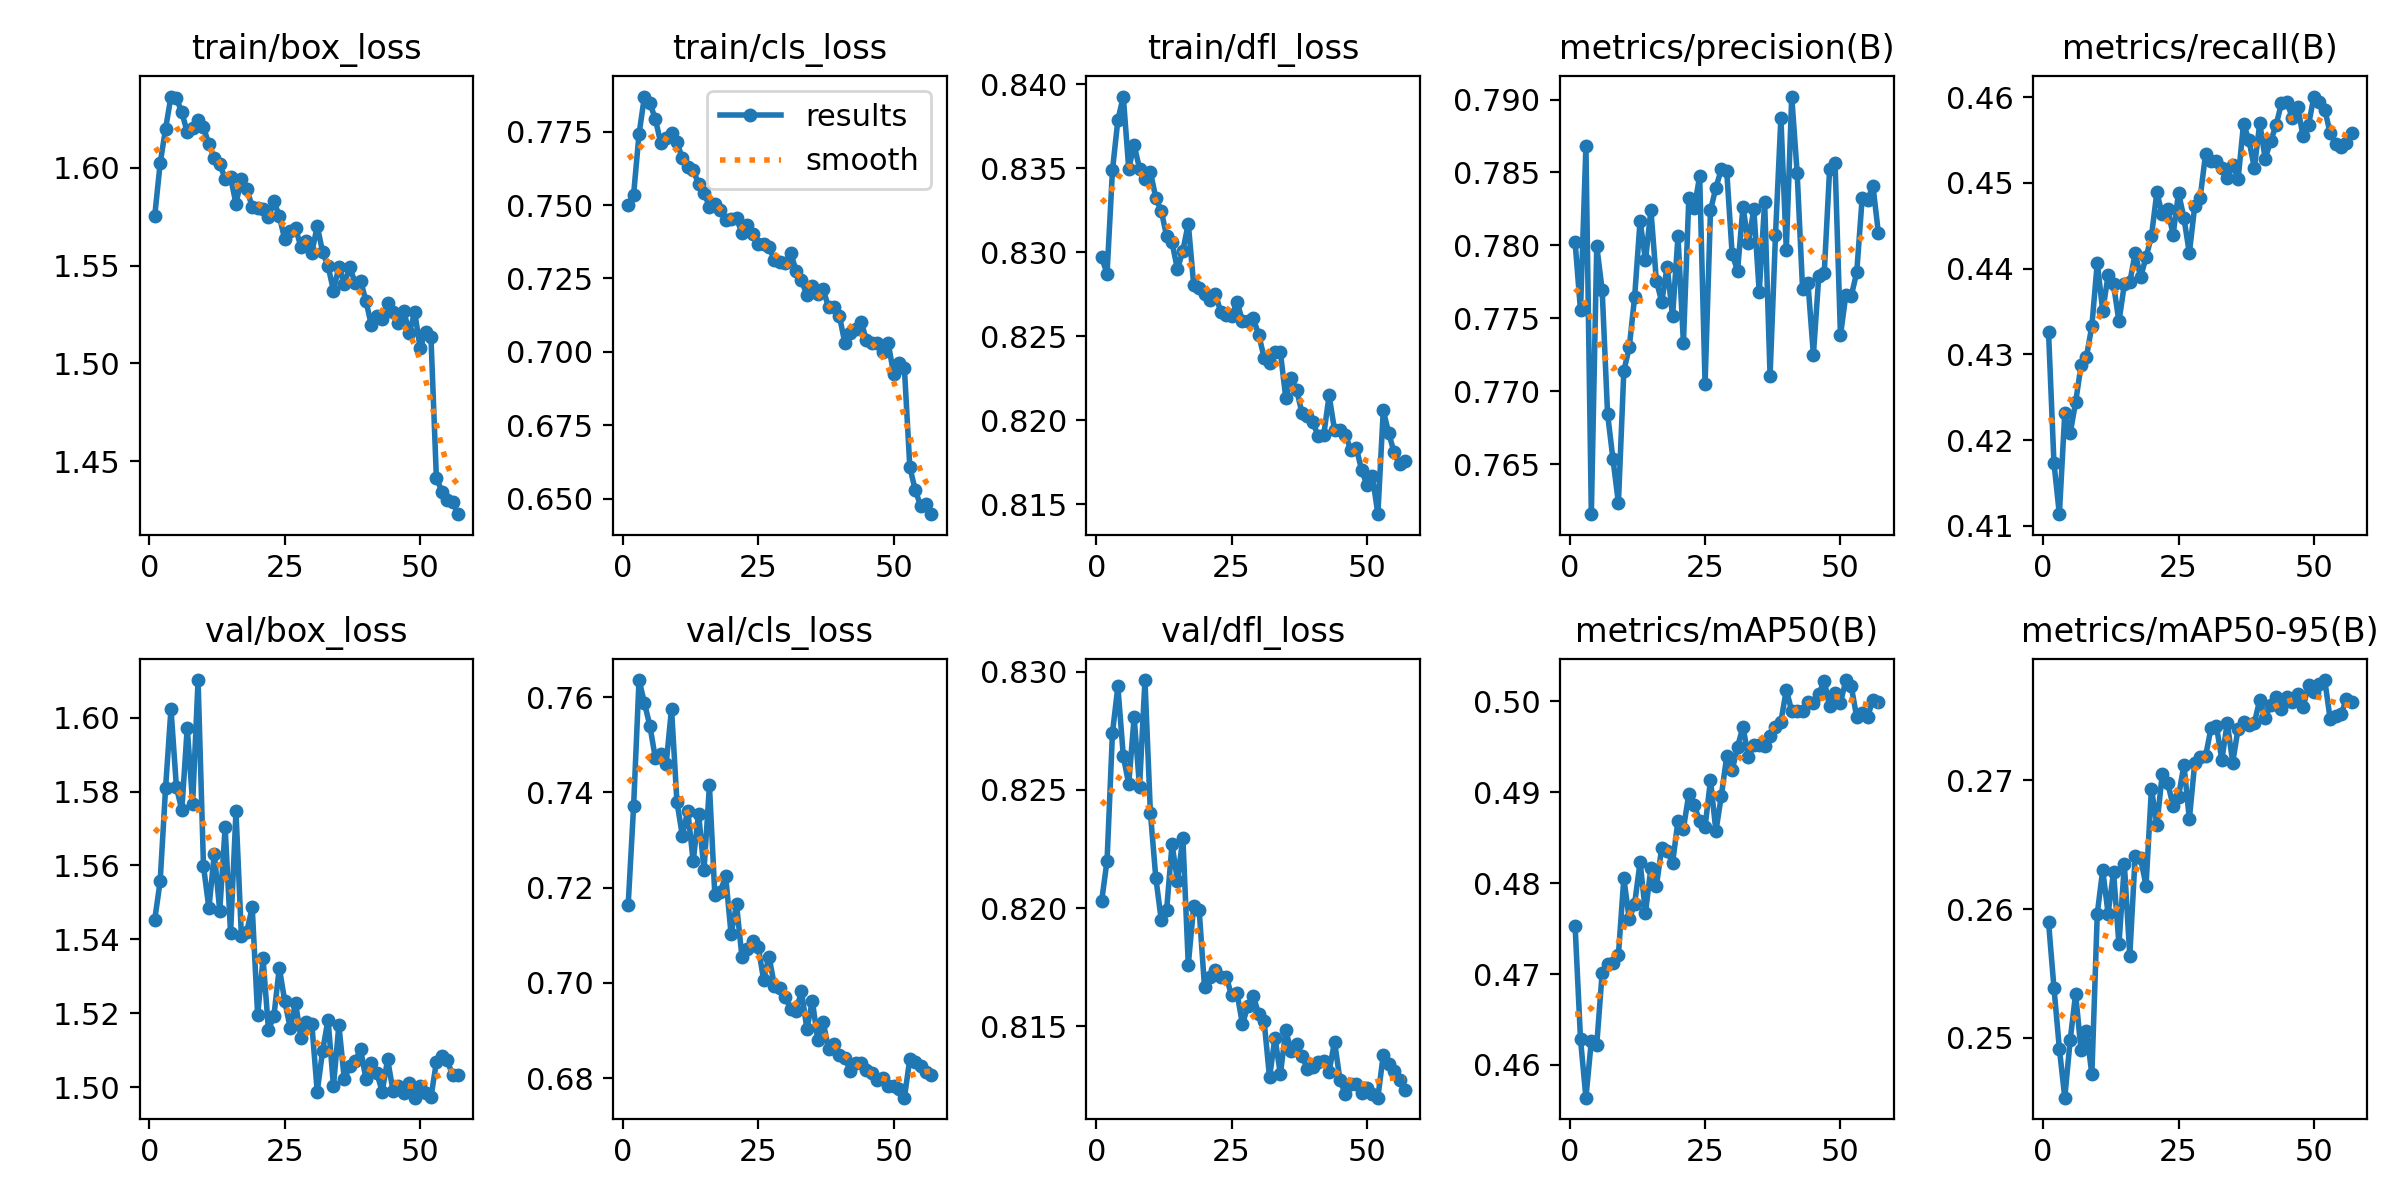 train/box_loss
1.60
1.55
1.50
1.45
0 25 50
train/cls_loss
results
smooth
0.775
0.750
0.725
0.700
0.675
0.650
0 25 50
train/dfl_loss
0.840
0.835
0.830
0.825
0.820
0.815
0 25 50
metrics/precision(B)
0.790
0.785
0.780
0.775
0.770
0.765
0 25 50
metrics/recall(B)
0.46
0.45
0.44
0.43
0.42
0.41
0 25 50
val/box_loss
1.60
1.58
1.56
1.54
1.52
1.50
0 25 50
val/cls_loss
0.76
0.74
0.72
0.70
0.68
0 25 50
val/dfl_loss
0.830
0.825
0.820
0.815
0 25 50
metrics/mAP50(B)
0.50
0.49
0.48
0.47
0.46
0 25 50
metrics/mAP50-95(B)
0.27
0.26
0.25
0 25 50